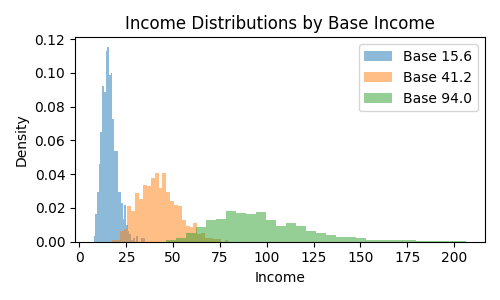 Income Distributions by Base Income
Density
0.12
0.10
0.08
0.06
0.04
0.02
0.00
Base 15.6
Base 41.2
Base 94.0
0
25
50
75
100
125
150
175
200
Income